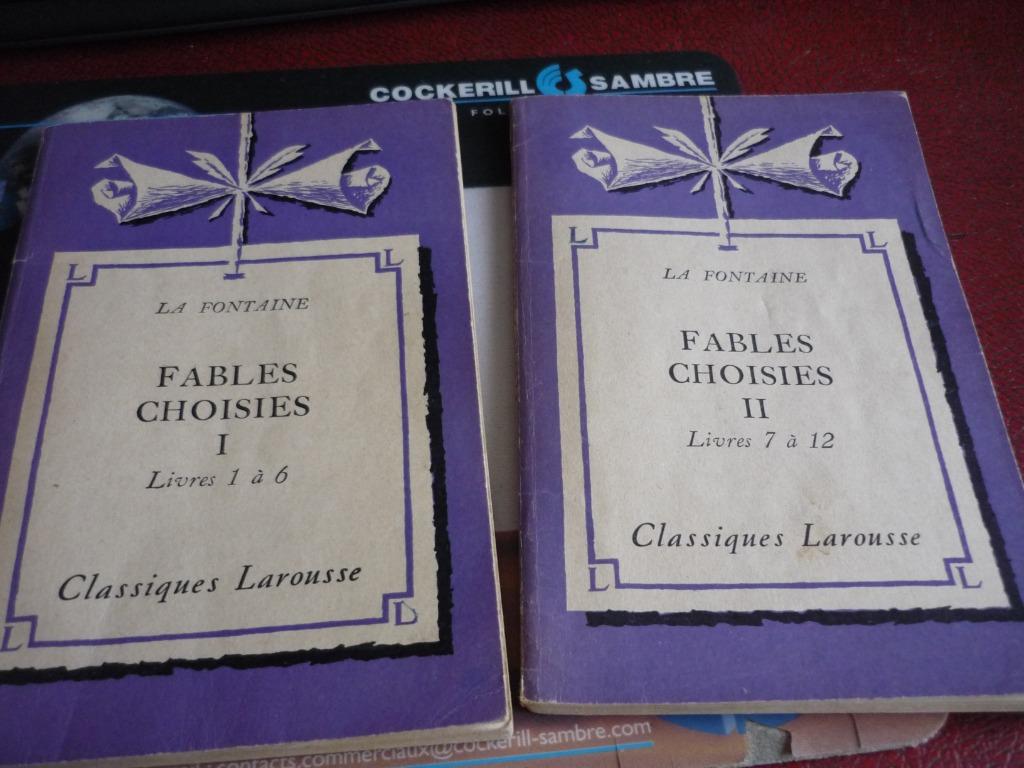 COCKERILL SAMBRE
FOL
L L
LA FONTAINE
FABLES
CHOISIES
I
Livres 1 à 6
Classiques Larousse
L L
L L
LA FONTAINE
FABLES
CHOISIES
II
Livres 7 à 12
Classiques Larousse
L L
contacts.commerciaux@cockerill-sambre.com